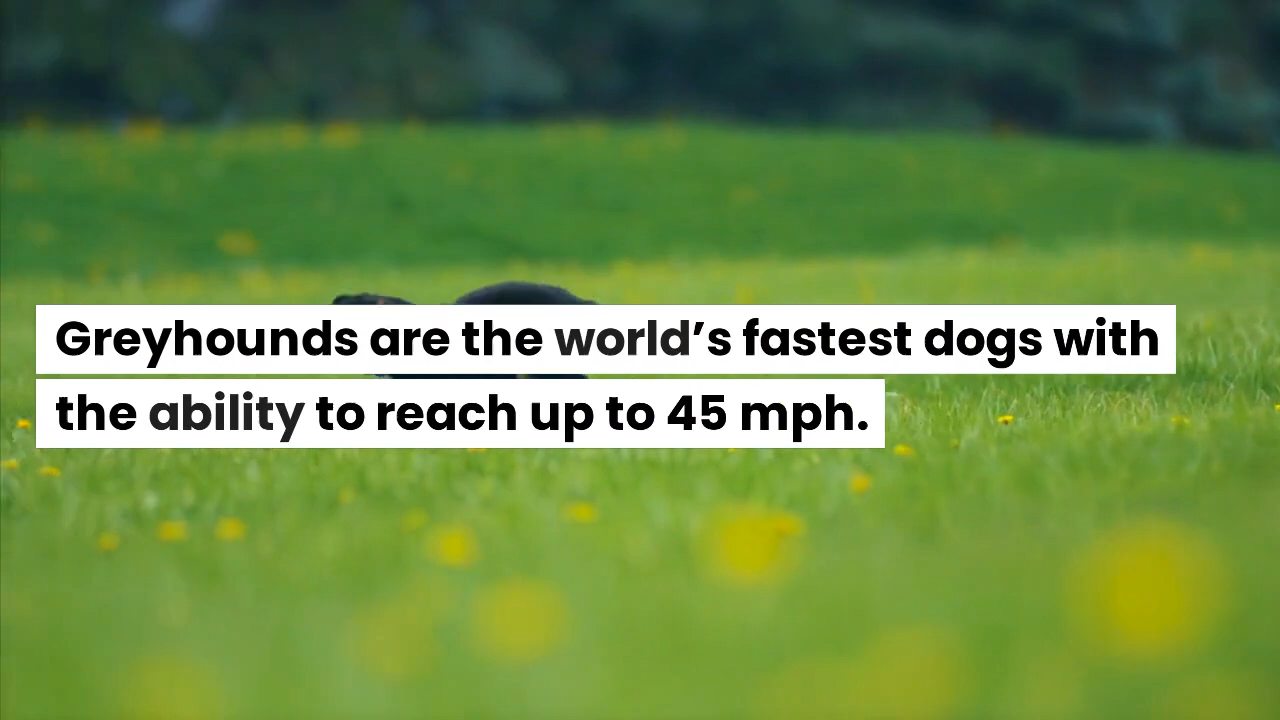 Greyhounds are the world’s fastest dogs with
the ability to reach up to 45 mph.